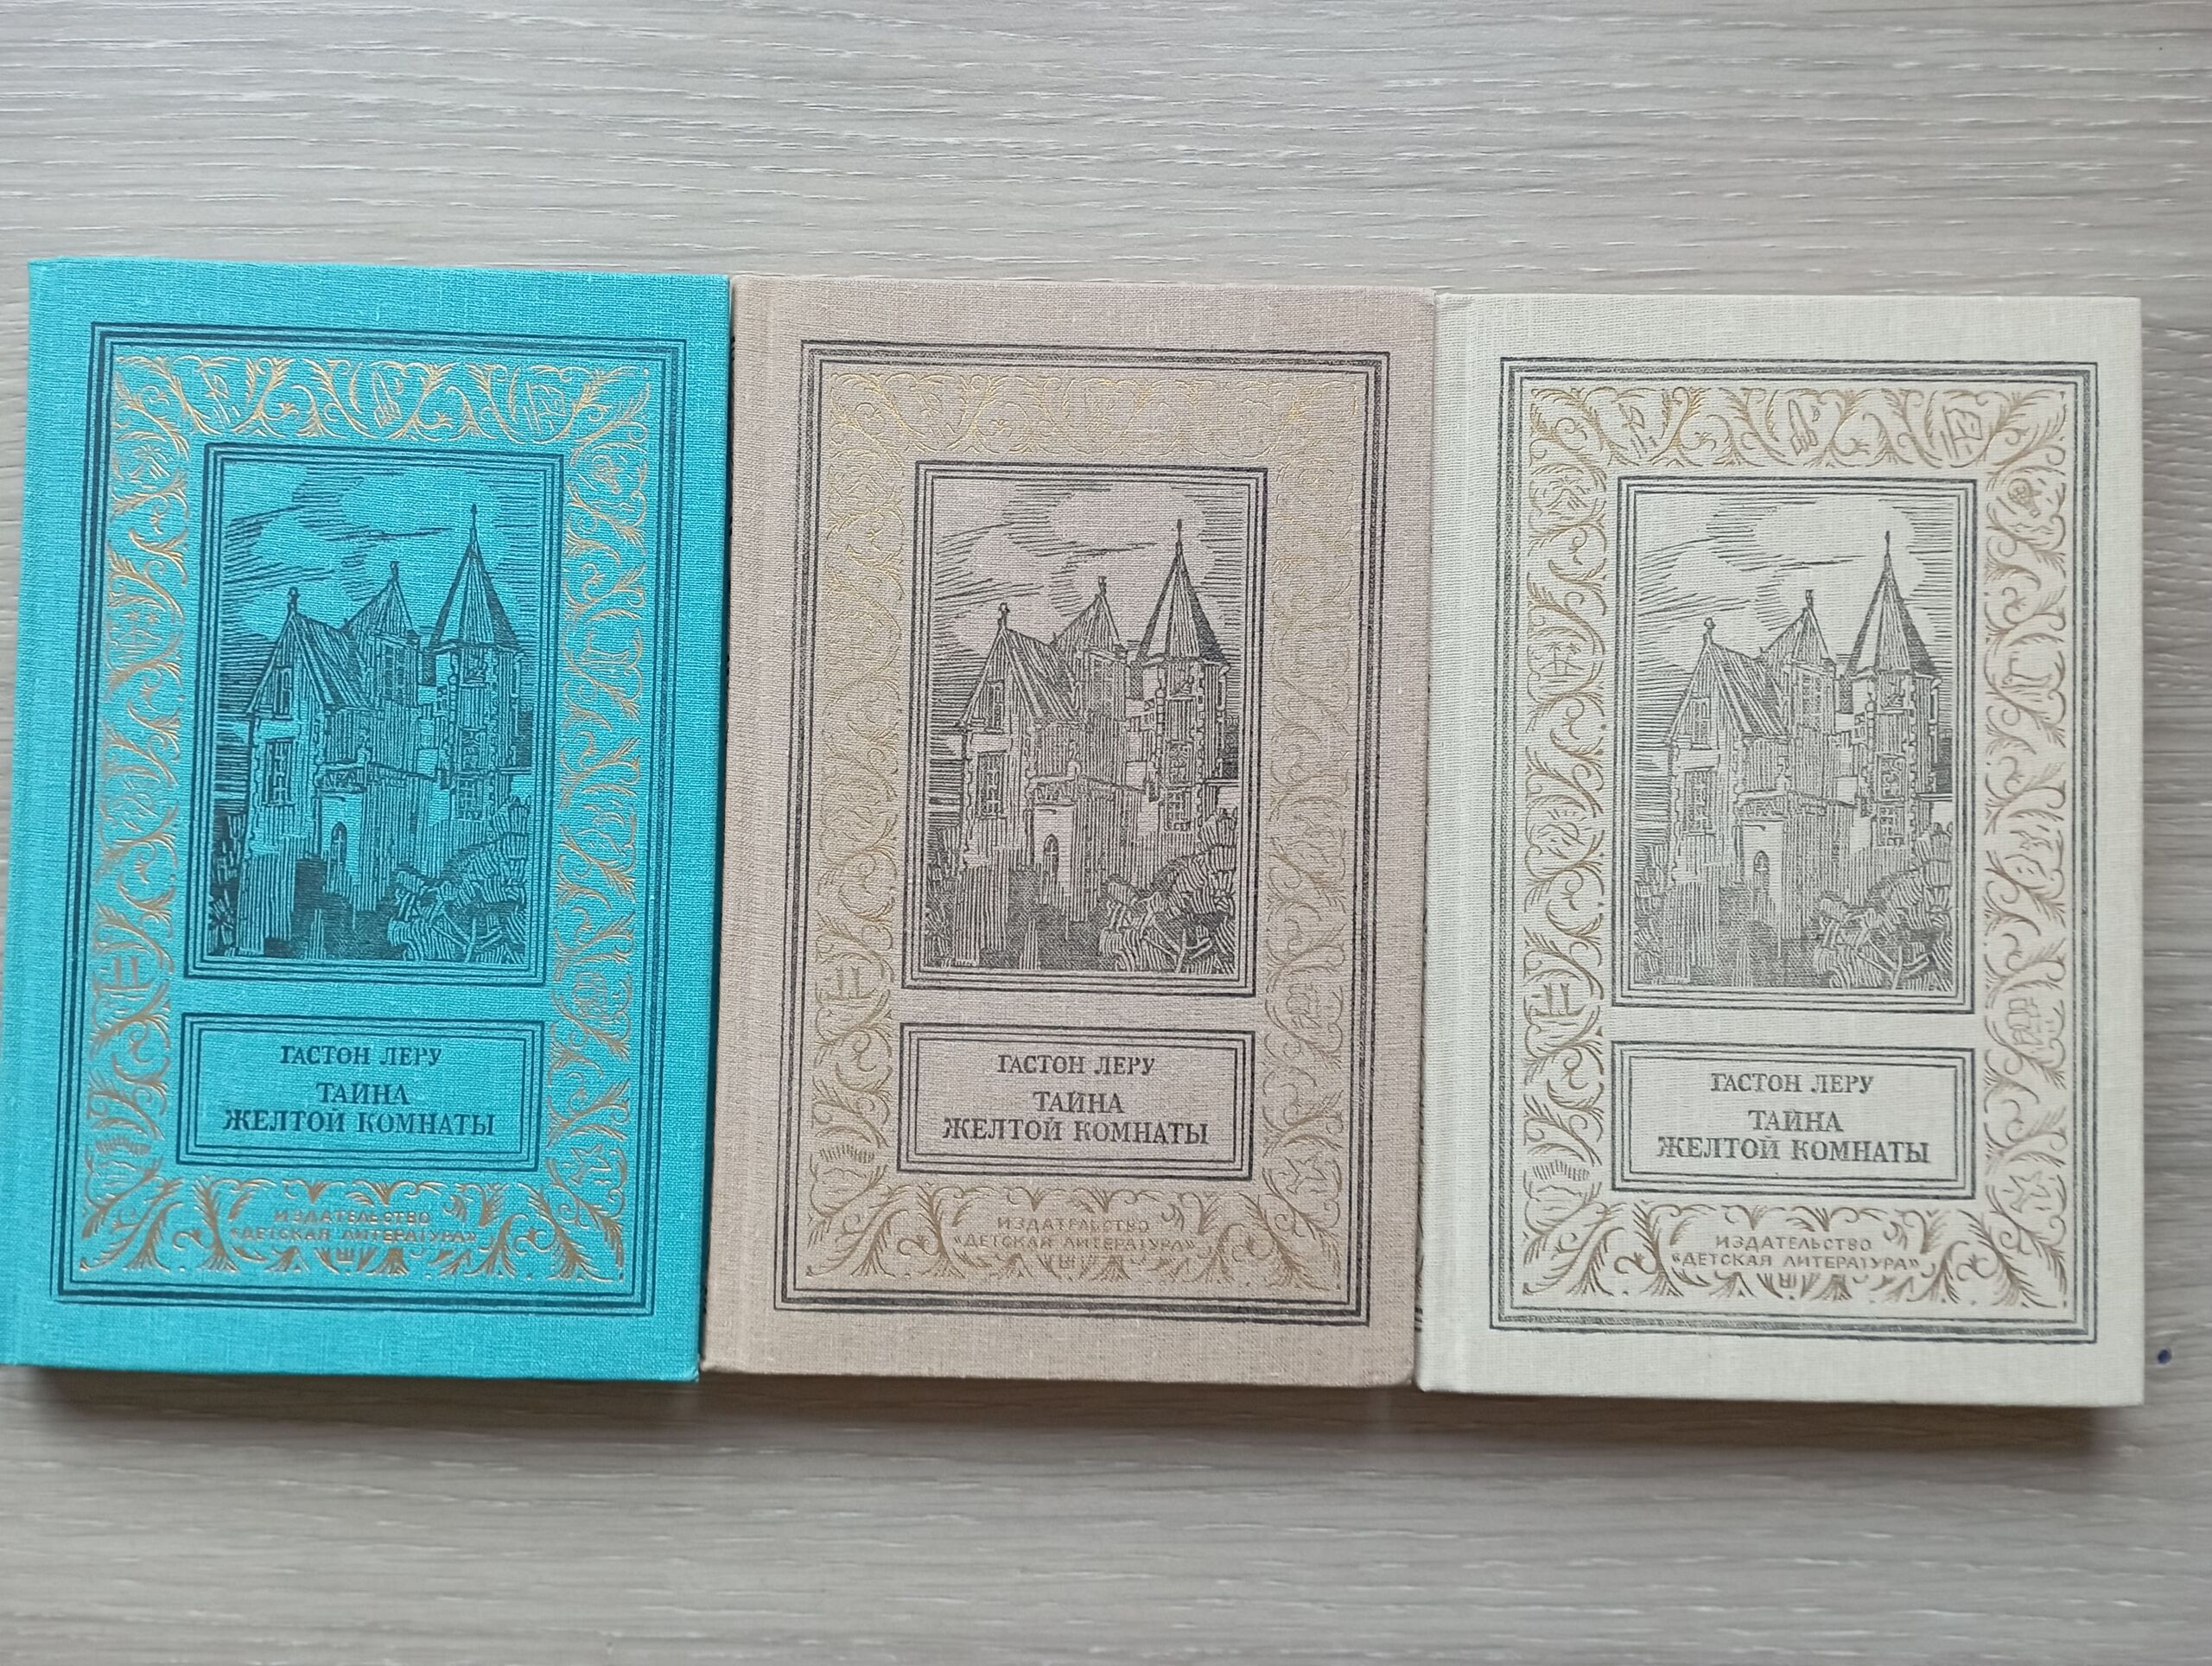 ГАСТОН ЛЕРУ
ТАЙНА
ЖЕЛТОЙ КОМНАТЫ
ИЗДАТЕЛЬСТВО
«ДЕТСКАЯ ЛИТЕРАТУРА»
ГАСТОН ЛЕРУ
ТАЙНА
ЖЕЛТОЙ КОМНАТЫ
ИЗДАТЕЛЬСТВО
«ДЕТСКАЯ ЛИТЕРАТУРА»
ГАСТОН ЛЕРУ
ТАЙНА
ЖЕЛТОЙ КОМНАТЫ
ИЗДАТЕЛЬСТВО
«ДЕТСКАЯ ЛИТЕРАТУРА»